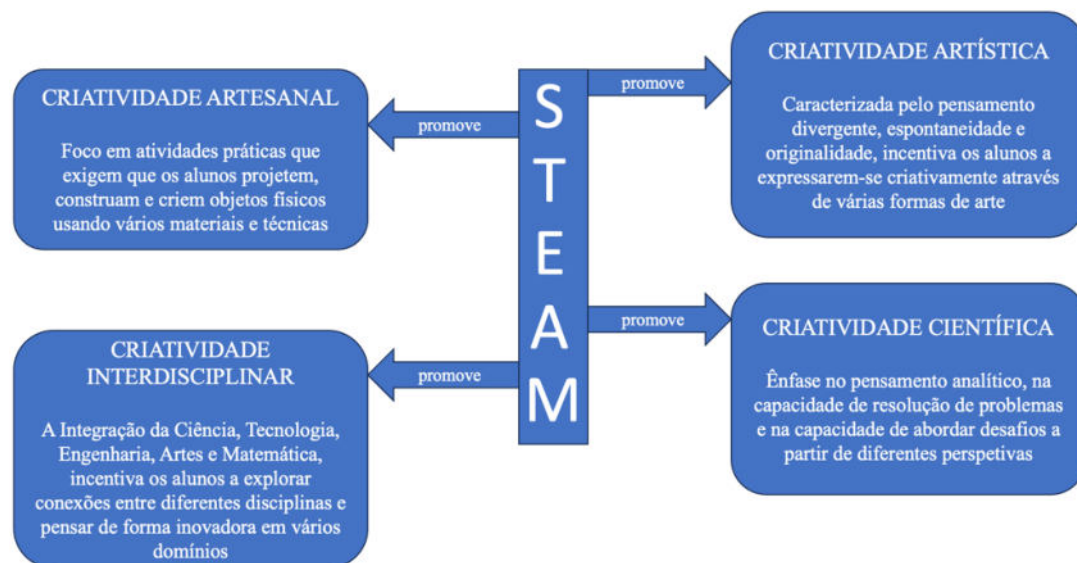 CRIATIVIDADE ARTESANAL
Foco em atividades práticas que
exigem que os alunos projetem,
construam e criem objetos físicos
usando vários materiais e técnicas
promove
CRIATIVIDADE
INTERDISCIPLINAR
A Integração da Ciência, Tecnologia,
Engenharia, Artes e Matemática,
incentiva os alunos a explorar
conexões entre diferentes disciplinas e
pensar de forma inovadora em vários
domínios
promove
S
T
E
A
M
promove
CRIATIVIDADE ARTÍSTICA
Caracterizada pelo pensamento
divergente, espontaneidade e
originalidade, incentiva os alunos a
expressarem-se criativamente através
de várias formas de arte
promove
CRIATIVIDADE CIENTÍFICA
Ênfase no pensamento analítico, na
capacidade de resolução de problemas
e na capacidade de abordar desafios a
partir de diferentes perspetivas